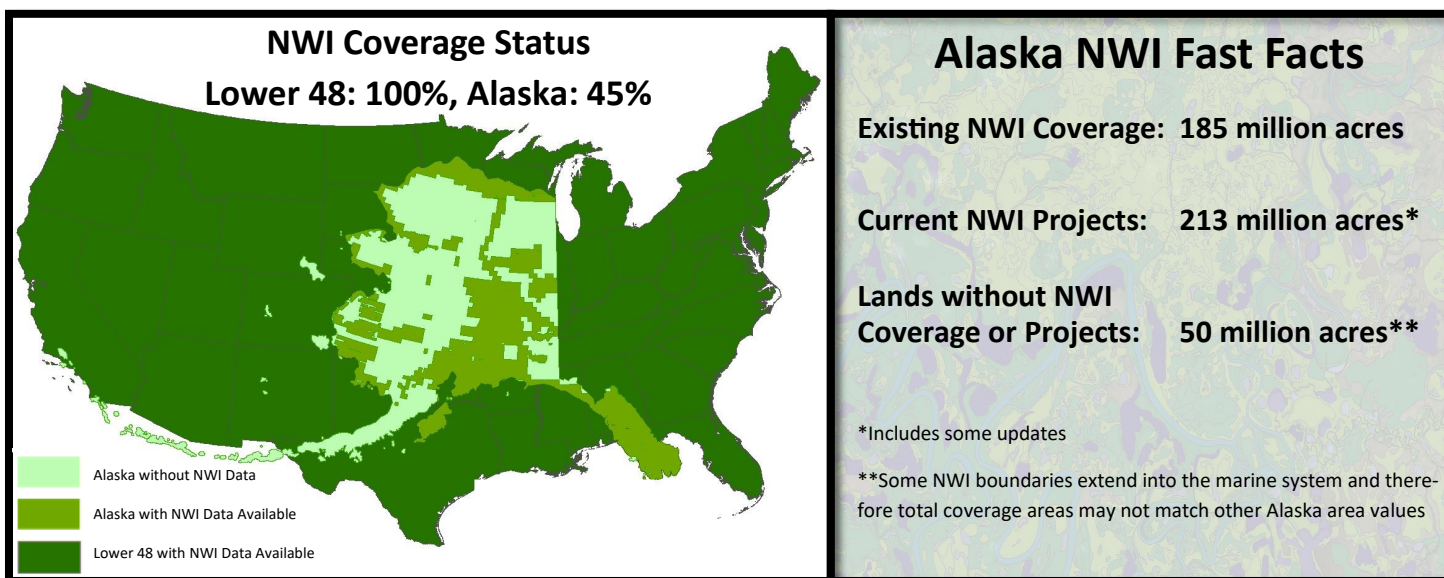 NWI Coverage Status
Lower 48: 100%, Alaska: 45%
Alaska without NWI Data
Alaska with NWI Data Available
Lower 48 with NWI Data Available
Alaska NWI Fast Facts
Existing NWI Coverage: 185 million acres
Current NWI Projects: 213 million acres*
Lands without NWI
Coverage or Projects: 50 million acres**
*Includes some updates
**Some NWI boundaries extend into the marine system and there-
fore total coverage areas may not match other Alaska area values